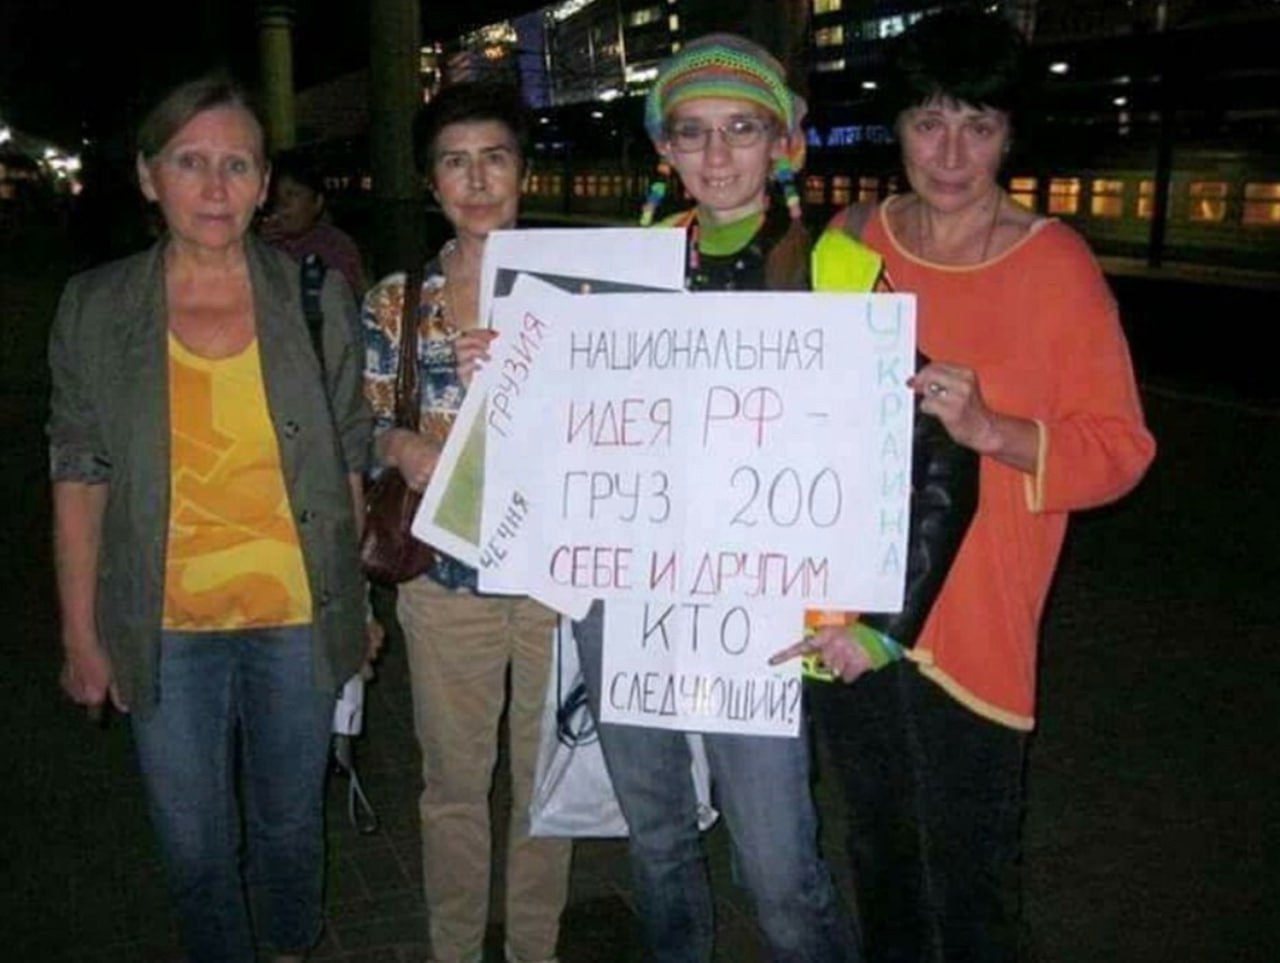 НАЦИОНАЛЬНАЯ
ИДЕЯ РФ -
ГРУЗ 200
СЕБЕ И ДРУГИМ
КТО
СЛЕДУЮЩИЙ?
ГРУЗИЯ
ЧЕЧНЯ
УКРАИНА